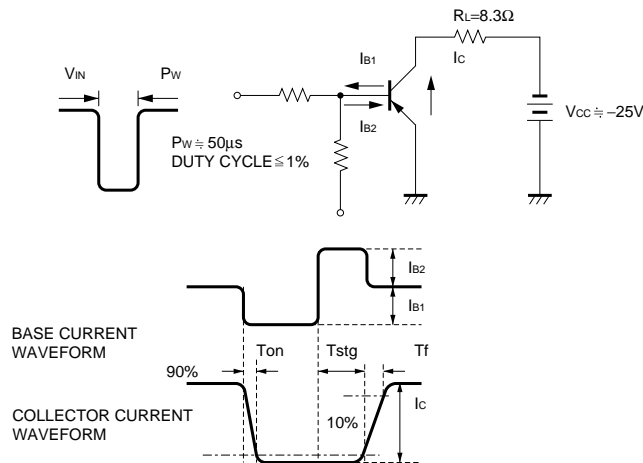 RL=8.3Ω
IB1
IC
VIN
PW
IB2
VCC≒−25V
PW≒50μs
DUTY CYCLE≦1%
IB2
IB1
BASE CURRENT
WAVEFORM
Ton
Tstg
Tf
90%
IC
COLLECTOR CURRENT
WAVEFORM
10%